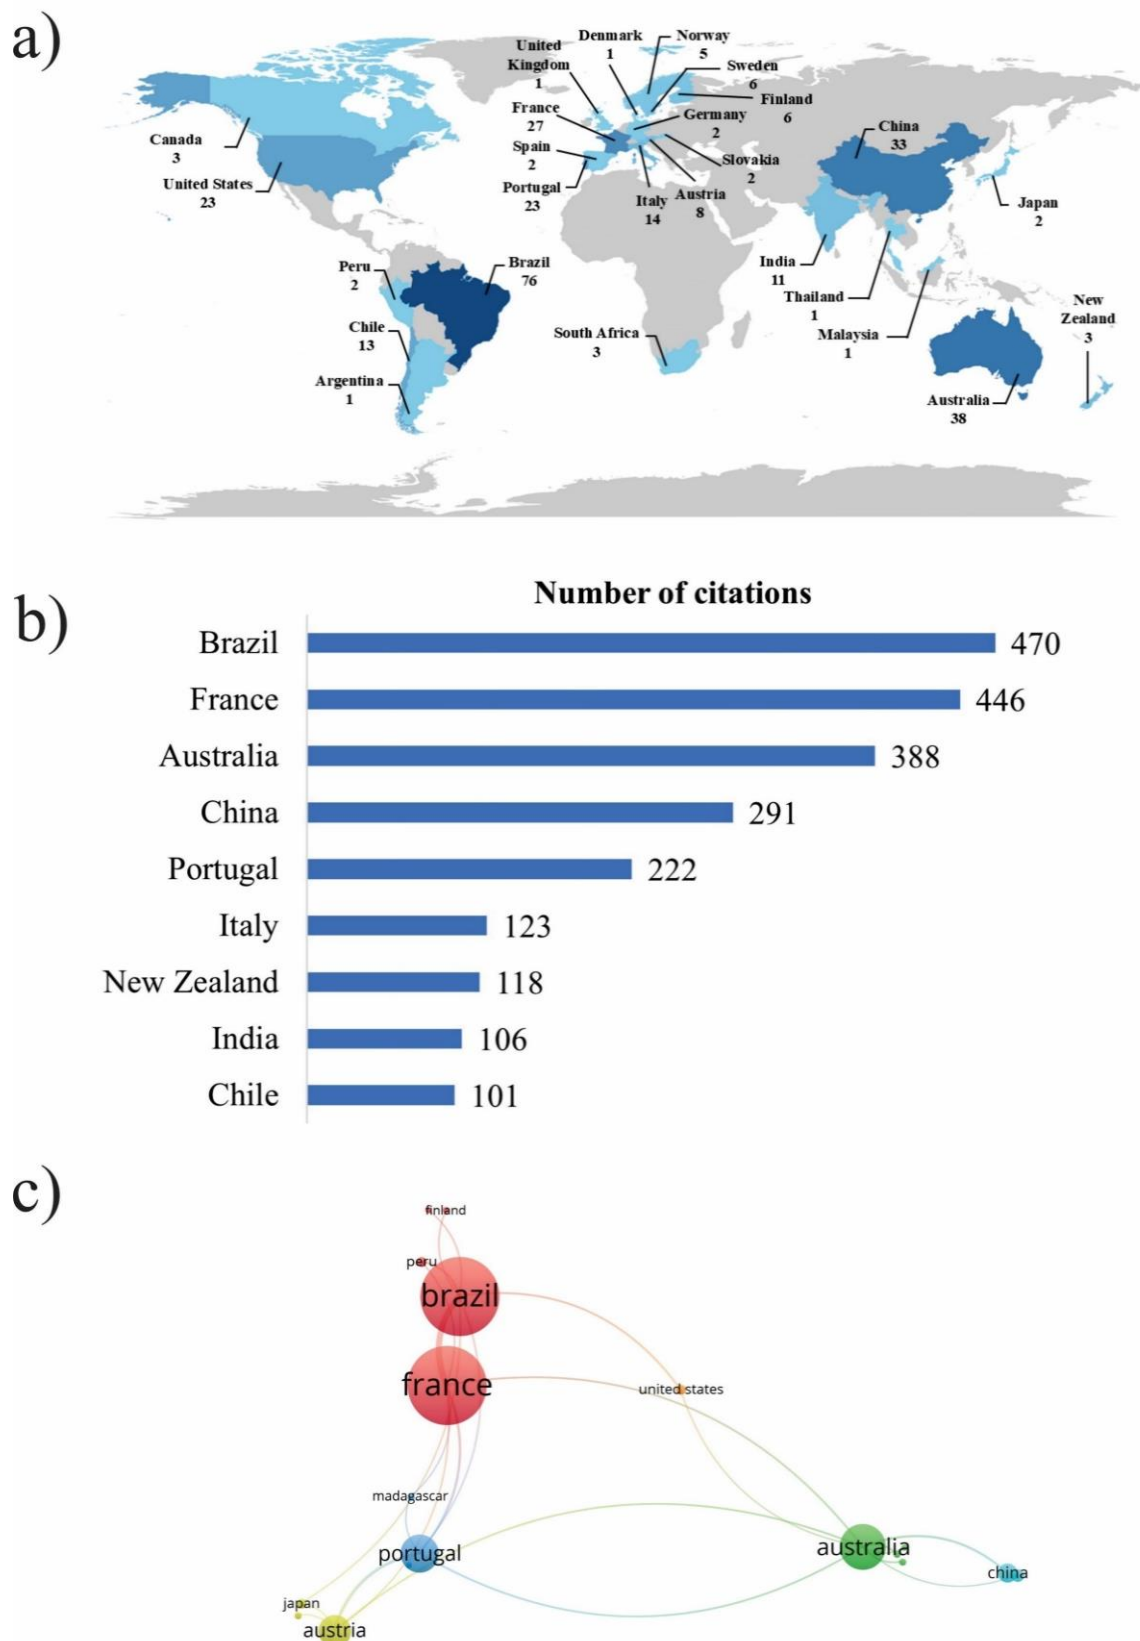 a)
United
Kingdom
1
Denmark
1
Norway
5
Sweden
6
Finland
6
France
27
Germany
2
Spain
2
Slovakia
2
Portugal
23
Italy
14
Austria
8
Canada
3
United States
23
China
33
Japan
2
Peru
2
Brazil
76
India
11
Thailand
1
Malaysia
1
New
Zealand
3
Chile
13
South Africa
3
Argentina
1
Australia
38
b)
Number of citations
Brazil 470
France 446
Australia 388
China 291
Portugal 222
Italy 123
New Zealand 118
India 106
Chile 101
c)
finland
peru
brazil
france
united states
madagascar
portugal
australia
china
japan
austria